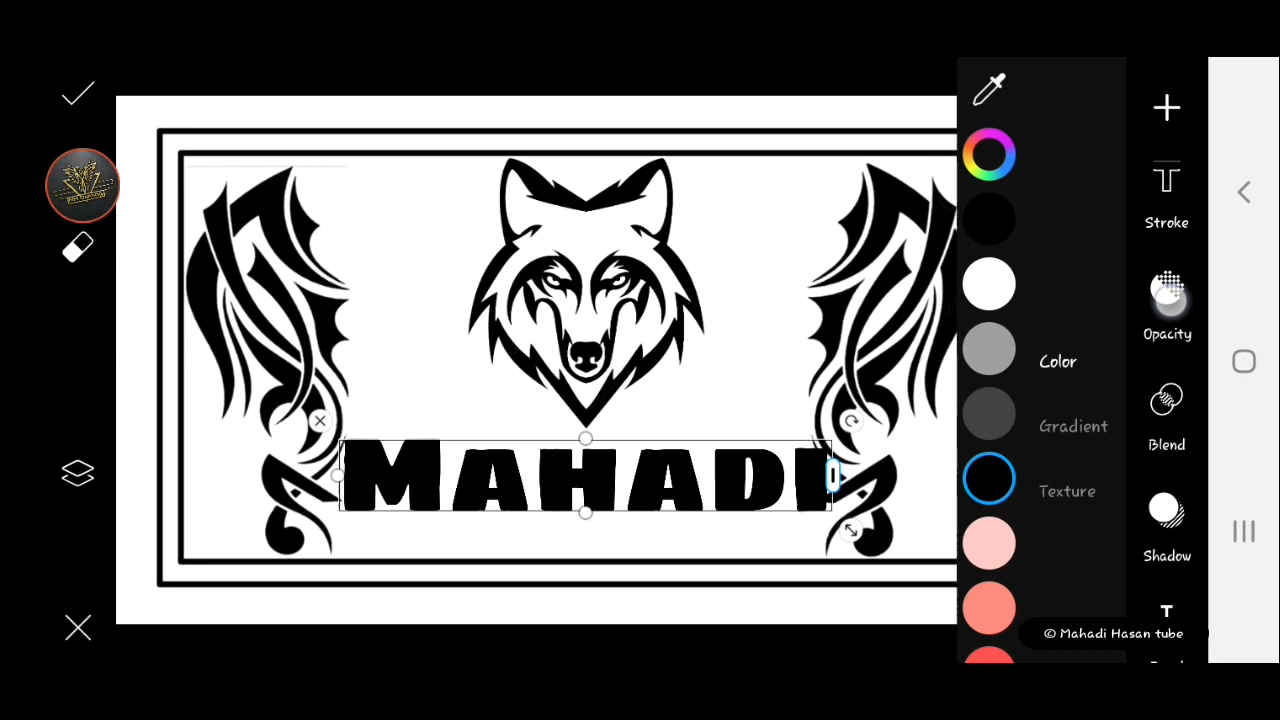 MAHADI
Color
Gradient
Texture
Stroke
Opacity
Blend
Shadow
© Mahadi Hasan tube